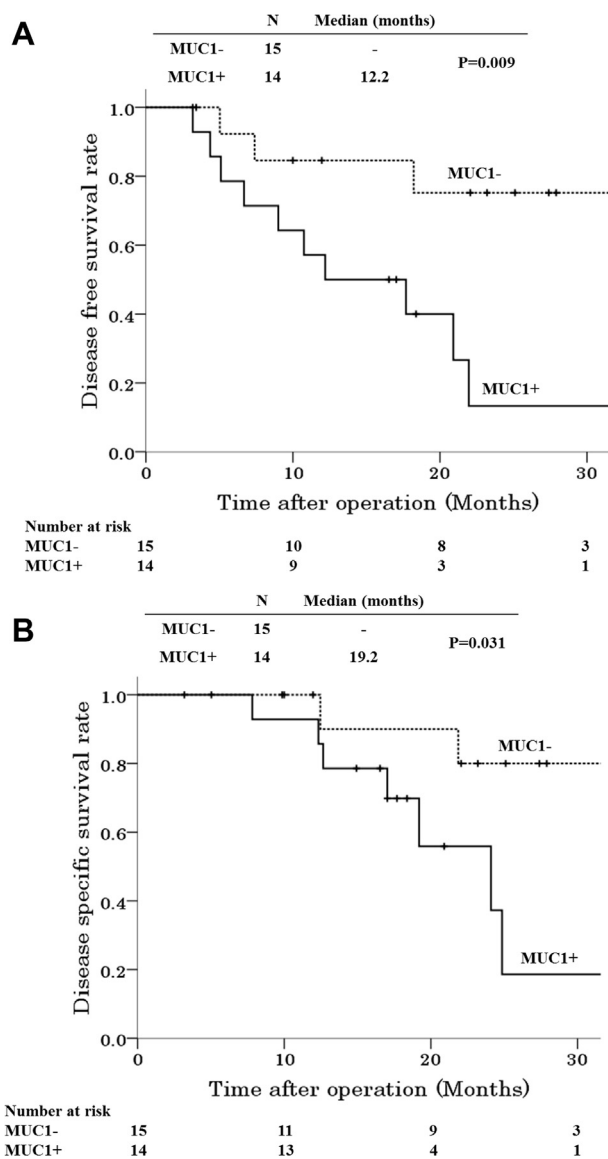 A
N Median (months)
MUC1- 15 - P=0.009
MUC1+ 14 12.2
Disease free survival rate
1.0
0.8
0.6
0.4
0.2
0.0
MUC1-
MUC1+
0 10 20 30
Time after operation (Months)
Number at risk
MUC1- 15 10 8 3
MUC1+ 14 9 3 1
B
N Median (months)
MUC1- 15 - P=0.031
MUC1+ 14 19.2
Disease specific survival rate
1.0
0.8
0.6
0.4
0.2
0.0
MUC1-
MUC1+
0 10 20 30
Time after operation (Months)
Number at risk
MUC1- 15 11 9 3
MUC1+ 14 13 4 1